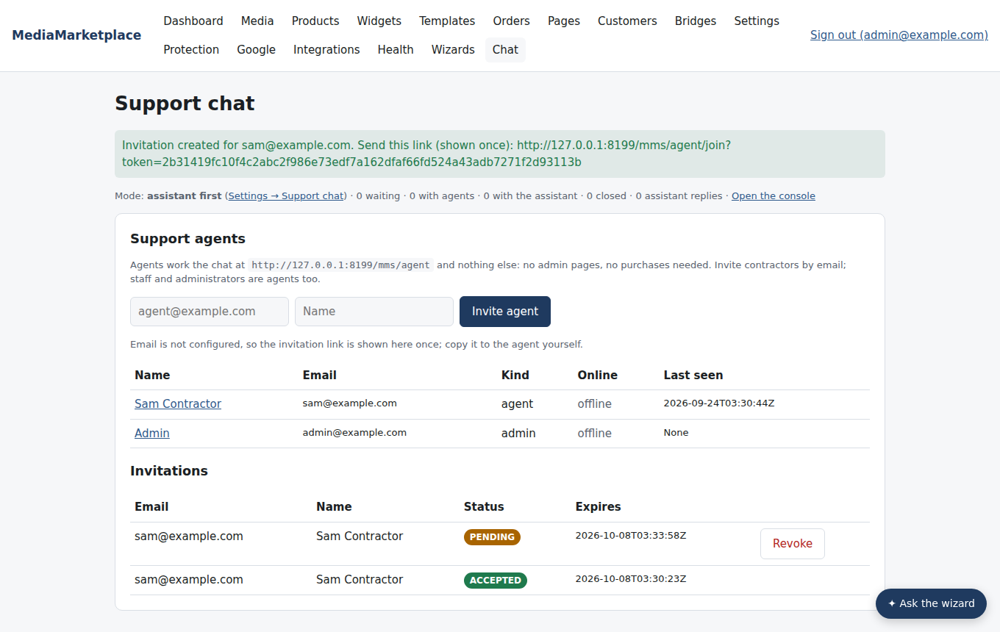 MediaMarketplace
Dashboard Media Products Widgets Templates Orders Pages Customers Bridges Settings
Protection Google Integrations Health Wizards Chat
Sign out (admin@example.com)
Support chat
Invitation created for sam@example.com. Send this link (shown once): http://127.0.0.1:8199/mms/agent/join?
token=2b31419fc10f4c2abc2f986e73edf7a162dfaf66fd524a43adb7271f2d93113b
Mode: assistant first (Settings → Support chat) · 0 waiting · 0 with agents · 0 with the assistant · 0 closed · 0 assistant replies · Open the console
Support agents
Agents work the chat at http://127.0.0.1:8199/mms/agent and nothing else: no admin pages, no purchases needed. Invite contractors by email;
staff and administrators are agents too.
agent@example.com Name Invite agent
Email is not configured, so the invitation link is shown here once; copy it to the agent yourself.
Name Email Kind Online Last seen
Sam Contractor sam@example.com agent offline 2026-09-24T03:30:44Z
Admin admin@example.com admin offline None
Invitations
Email Name Status Expires
sam@example.com Sam Contractor PENDING 2026-10-08T03:33:58Z Revoke
sam@example.com Sam Contractor ACCEPTED 2026-10-08T03:30:23Z
✦ Ask the wizard